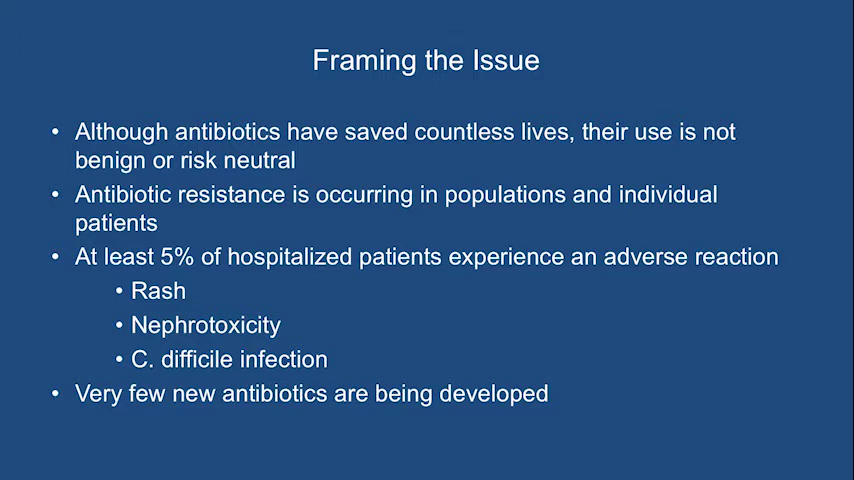 Framing the Issue
• Although antibiotics have saved countless lives, their use is not
benign or risk neutral
• Antibiotic resistance is occurring in populations and individual
patients
• At least 5% of hospitalized patients experience an adverse reaction
• Rash
• Nephrotoxicity
• C. difficile infection
• Very few new antibiotics are being developed